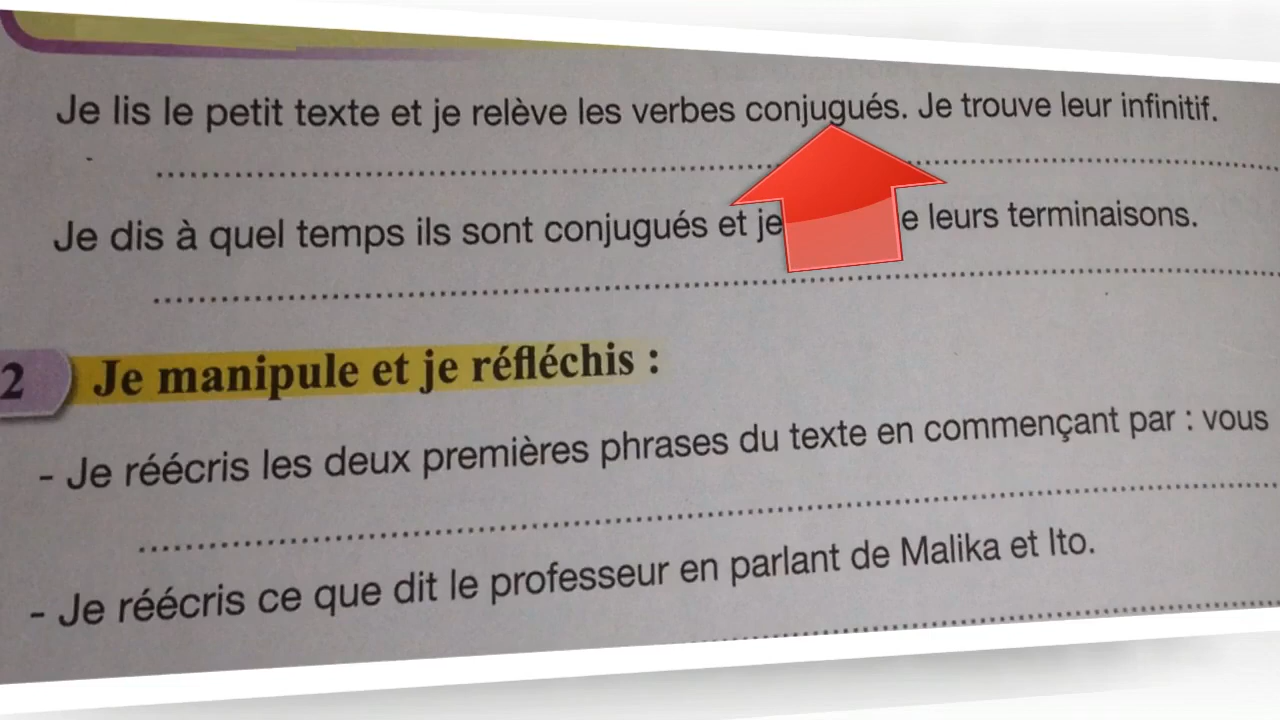 Je lis le petit texte et je relève les verbes conjugués. Je trouve leur infinitif.
Je dis à quel temps ils sont conjugués et je e leurs terminaisons.
2 Je manipule et je réfléchis :
- Je réécris les deux premières phrases du texte en commençant par : vous
- Je réécris ce que dit le professeur en parlant de Malika et Ito.